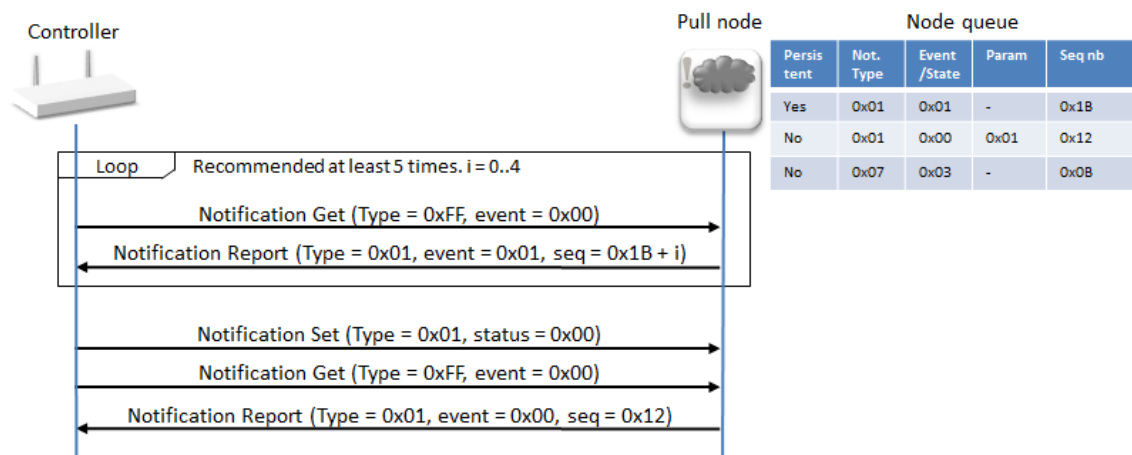 Controller
Pull node
Node queue
Persis
tent
Not.
Type
Event
/State
Param
Seq nb
Yes
0x01
0x01
-
0x1B
No
0x01
0x00
0x01
0x12
No
0x07
0x03
-
0x0B
Loop
Recommended at least 5 times. i = 0..4
Notification Get (Type = 0xFF, event = 0x00)
Notification Report (Type = 0x01, event = 0x01, seq = 0x1B + i)
Notification Set (Type = 0x01, status = 0x00)
Notification Get (Type = 0xFF, event = 0x00)
Notification Report (Type = 0x01, event = 0x00, seq = 0x12)